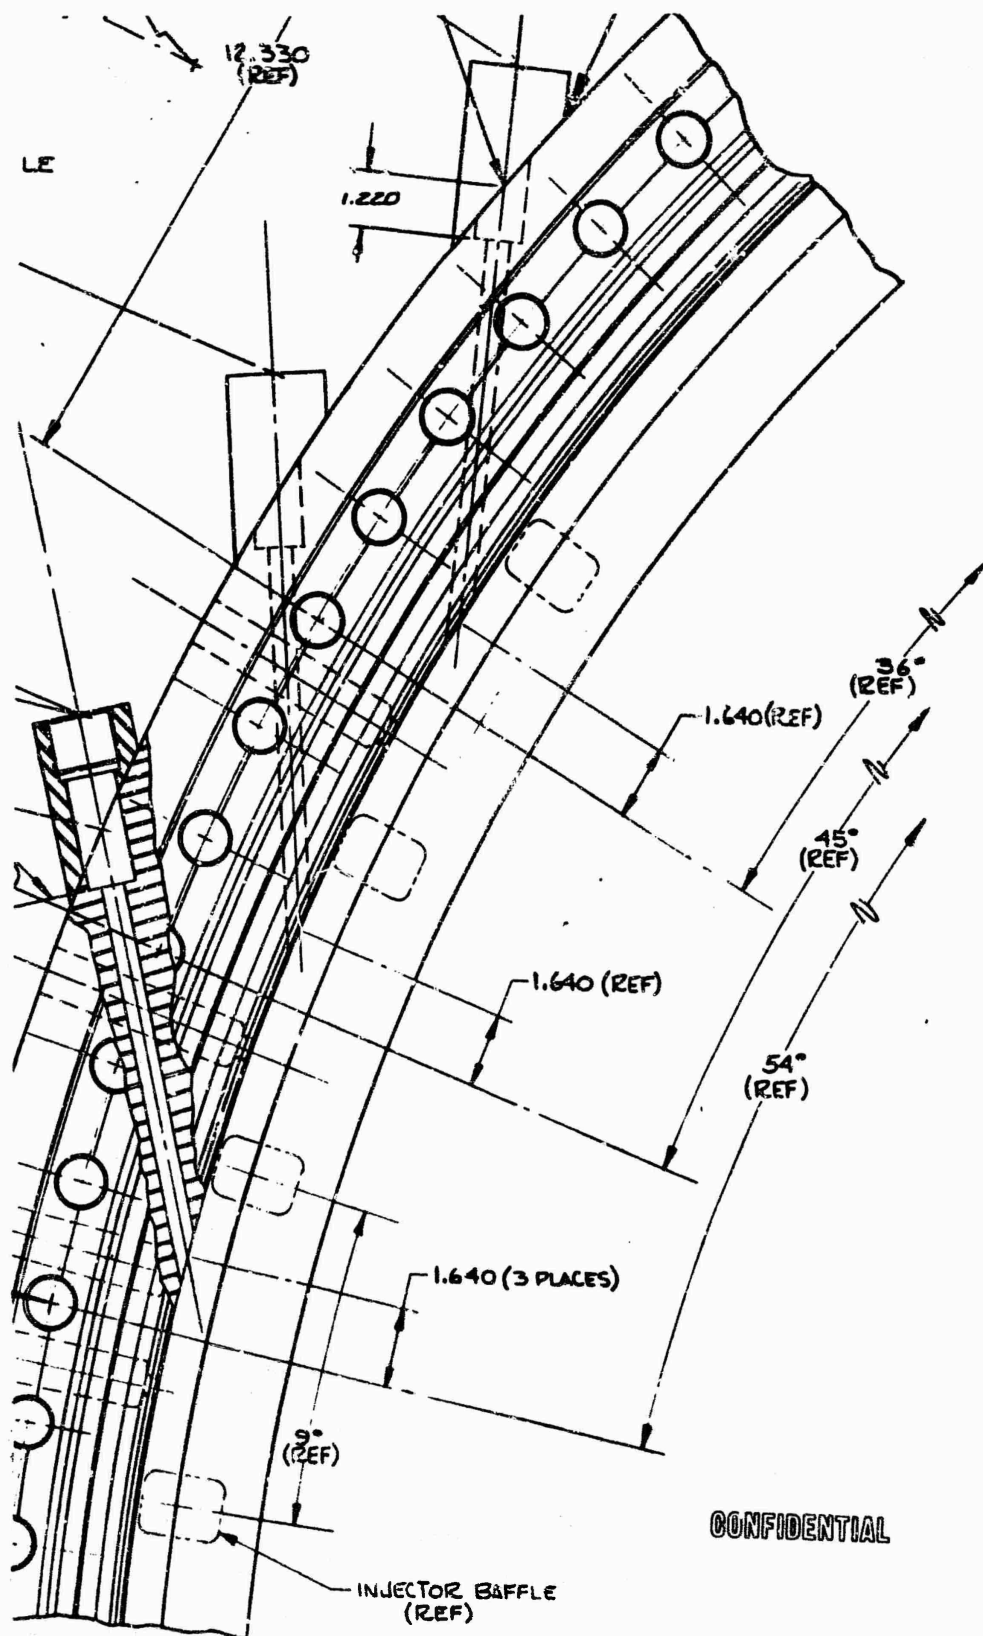 12.330
(REF)
LE
1.220
36°
(REF)
1.640 (REF)
45°
(REF)
1.640 (REF)
54°
(REF)
1.640 (3 PLACES)
9°
(REF)
CONFIDENTIAL
INJECTOR BAFFLE
(REF)